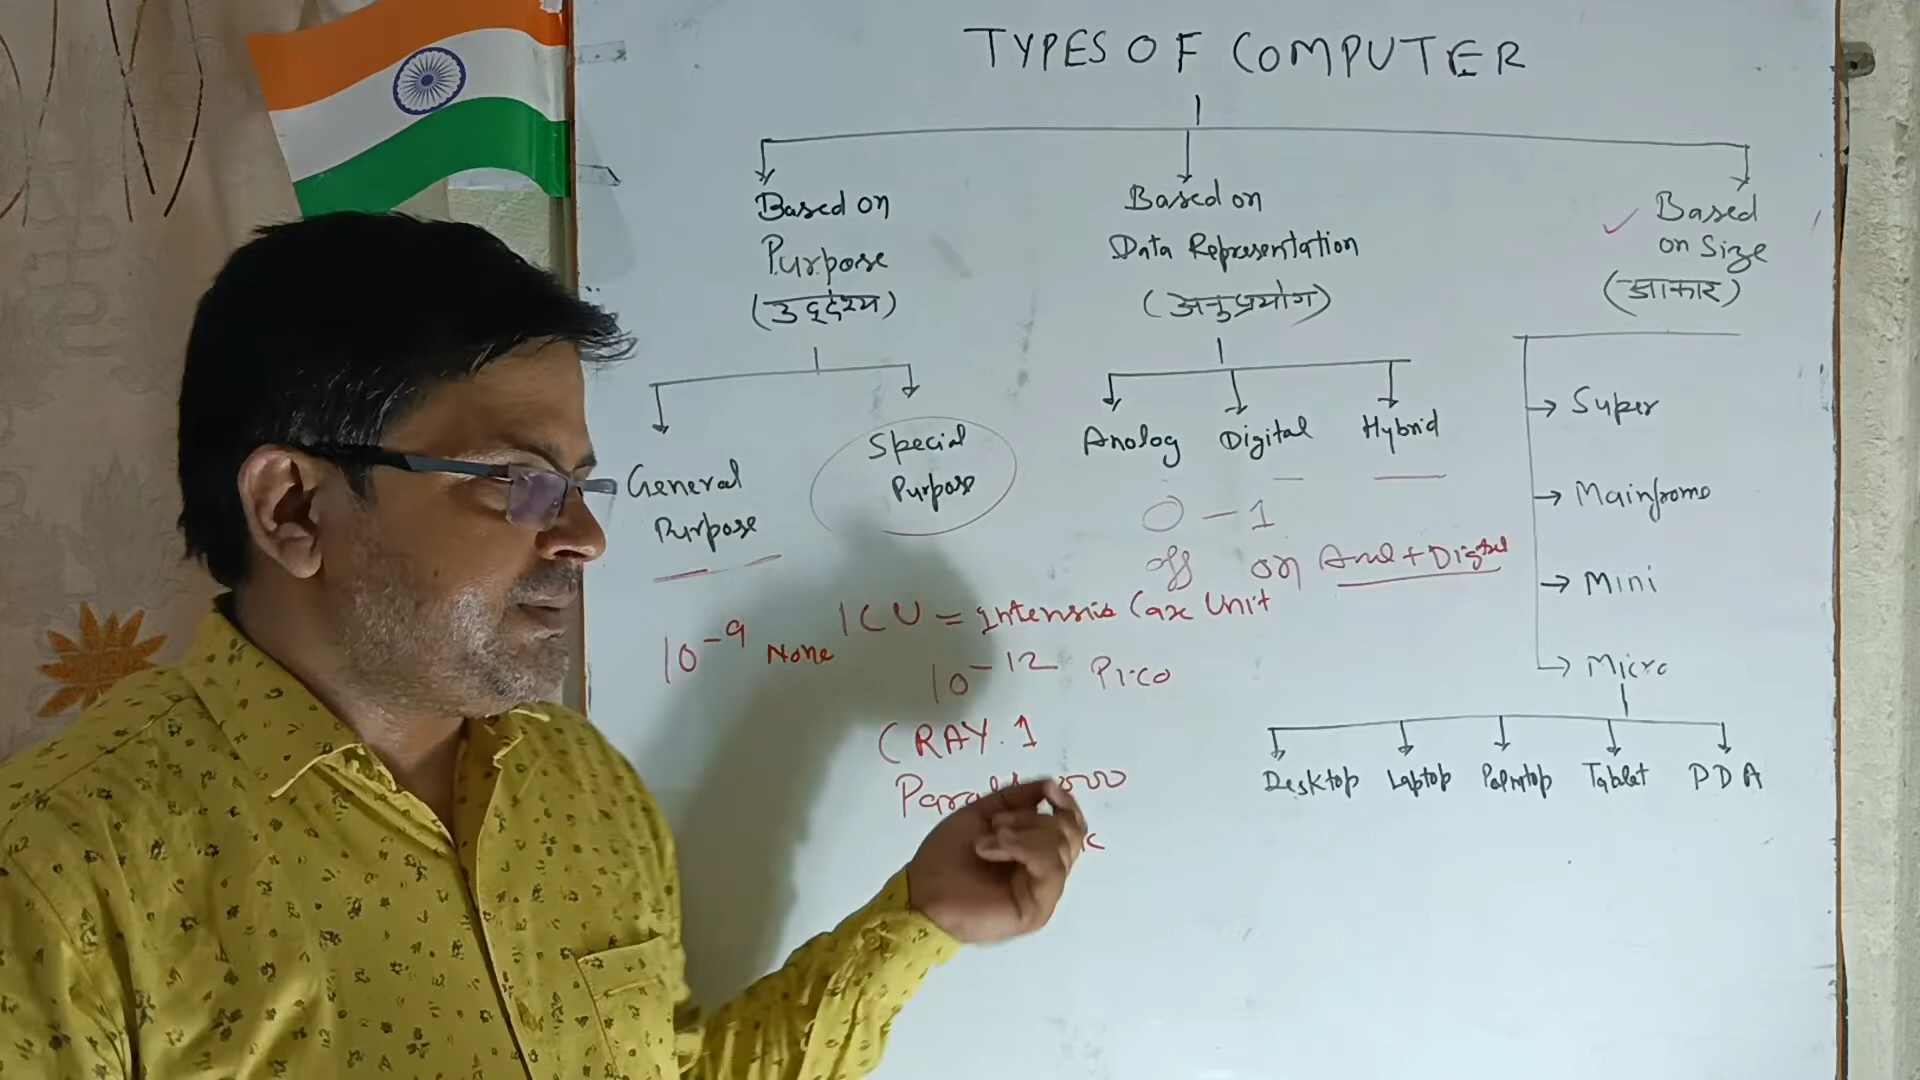 TYPES OF COMPUTER
Based on
Purpose
(उद्देश्य)
Based on
Data Representation
(अनुप्रयोग)
Based
on Size
(आकार)
General
Purpose
Special
Purpose
Anolog
Digital
Hybrid
0 - 1
off on
Anal + Digital
ICU = Intensie Care Unit
10-9 None
10-12 Pico
CRAY.1
Super
Mainframe
Mini
Micro
Desktop
Laptop
Palmtop
Tablet
PDA